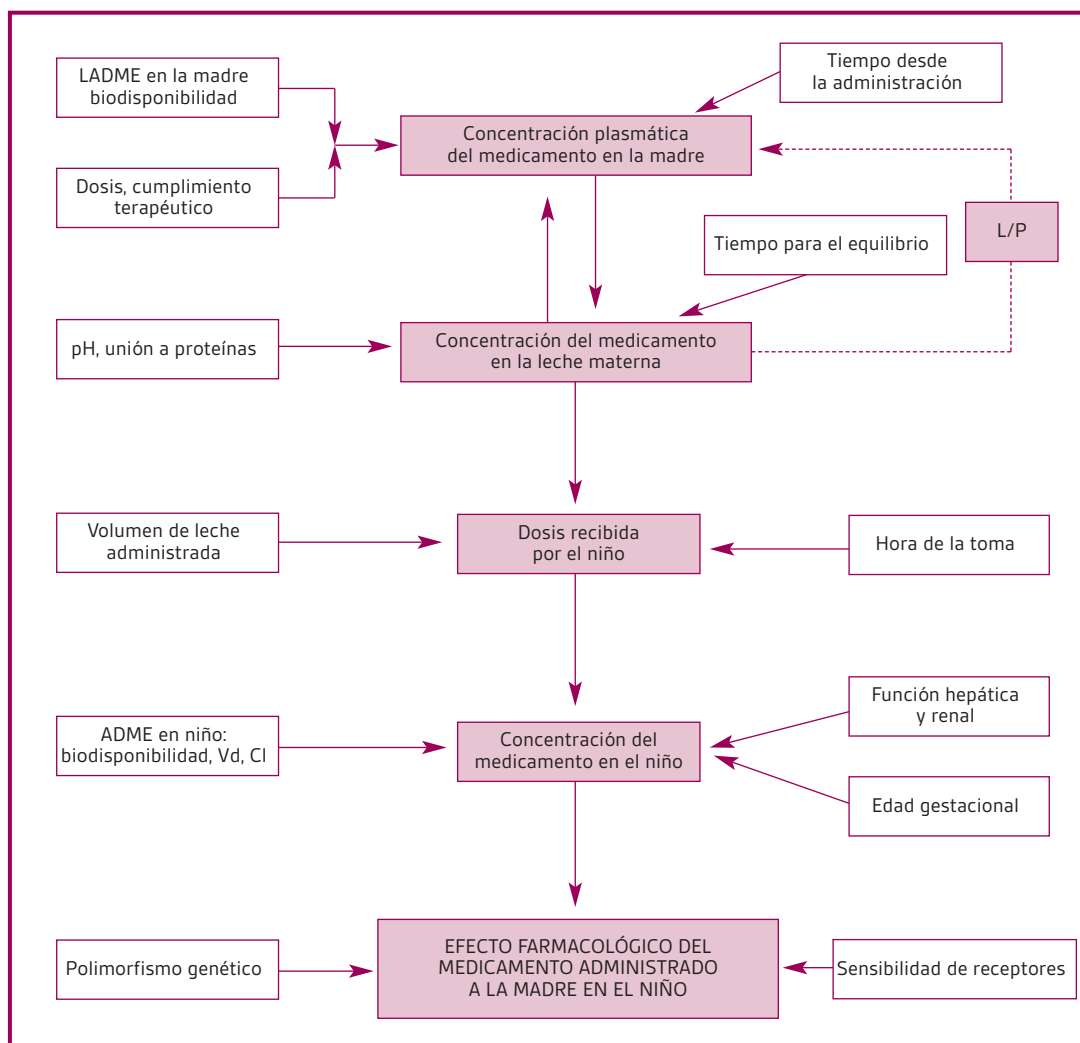 LADME en la madre
biodisponibilidad
Tiempo desde
la administración
Concentración plasmática
del medicamento en la madre
Dosis, cumplimiento
terapéutico
L/P
Tiempo para el equilibrio
pH, unión a proteínas
Concentración del medicamento
en la leche materna
Volumen de leche
administrada
Dosis recibida
por el niño
Hora de la toma
ADME en niño:
biodisponibilidad, Vd, Cl
Concentración del
medicamento en el niño
Función hepática
y renal
Edad gestacional
Polimorfismo genético
EFECTO FARMACOLÓGICO DEL
MEDICAMENTO ADMINISTRADO
A LA MADRE EN EL NIÑO
Sensibilidad de receptores